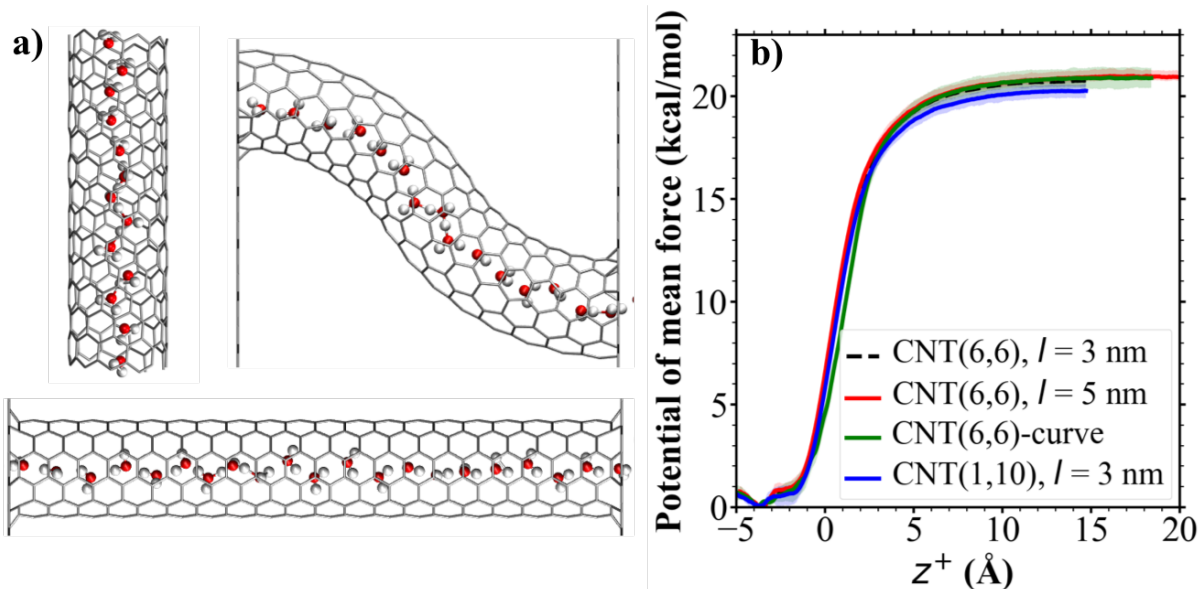 a)
b)
Potential of mean force (kcal/mol)
20
15
10
5
0
CNT(6,6), l = 3 nm
CNT(6,6), l = 5 nm
CNT(6,6)-curve
CNT(1,10), l = 3 nm
−5 0 5 10 15 20
z⁺ (Å)